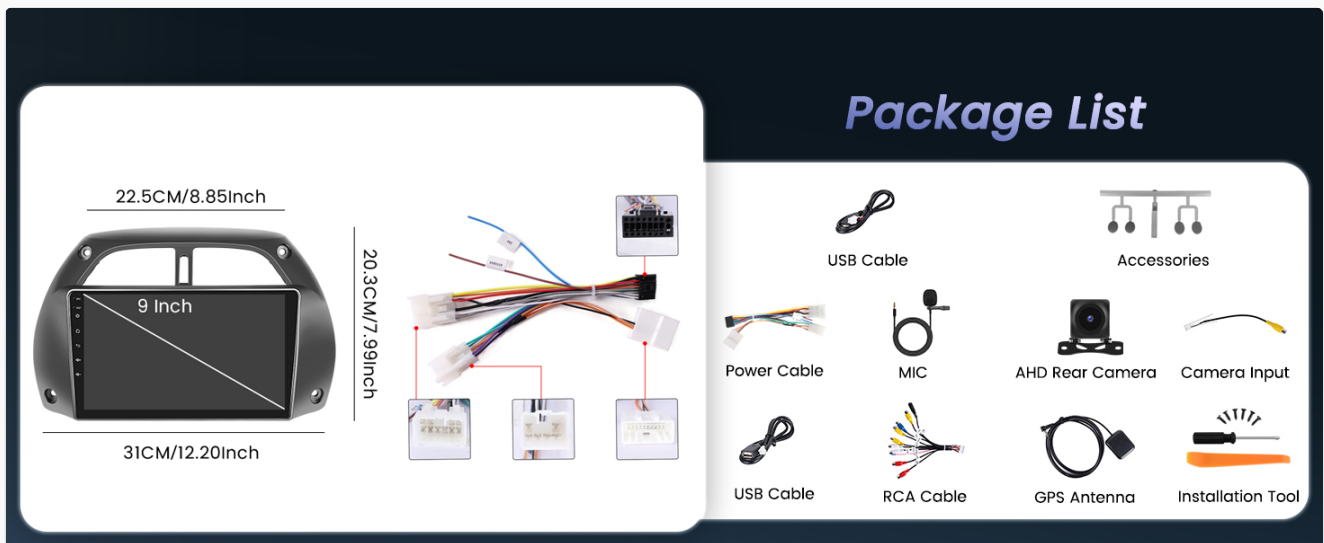 Package List
22.5CM/8.85Inch
9 Inch
20.3CM/7.99Inch
31CM/12.20Inch
USB Cable
Accessories
Power Cable
MIC
AHD Rear Camera
Camera Input
USB Cable
RCA Cable
GPS Antenna
Installation Tool